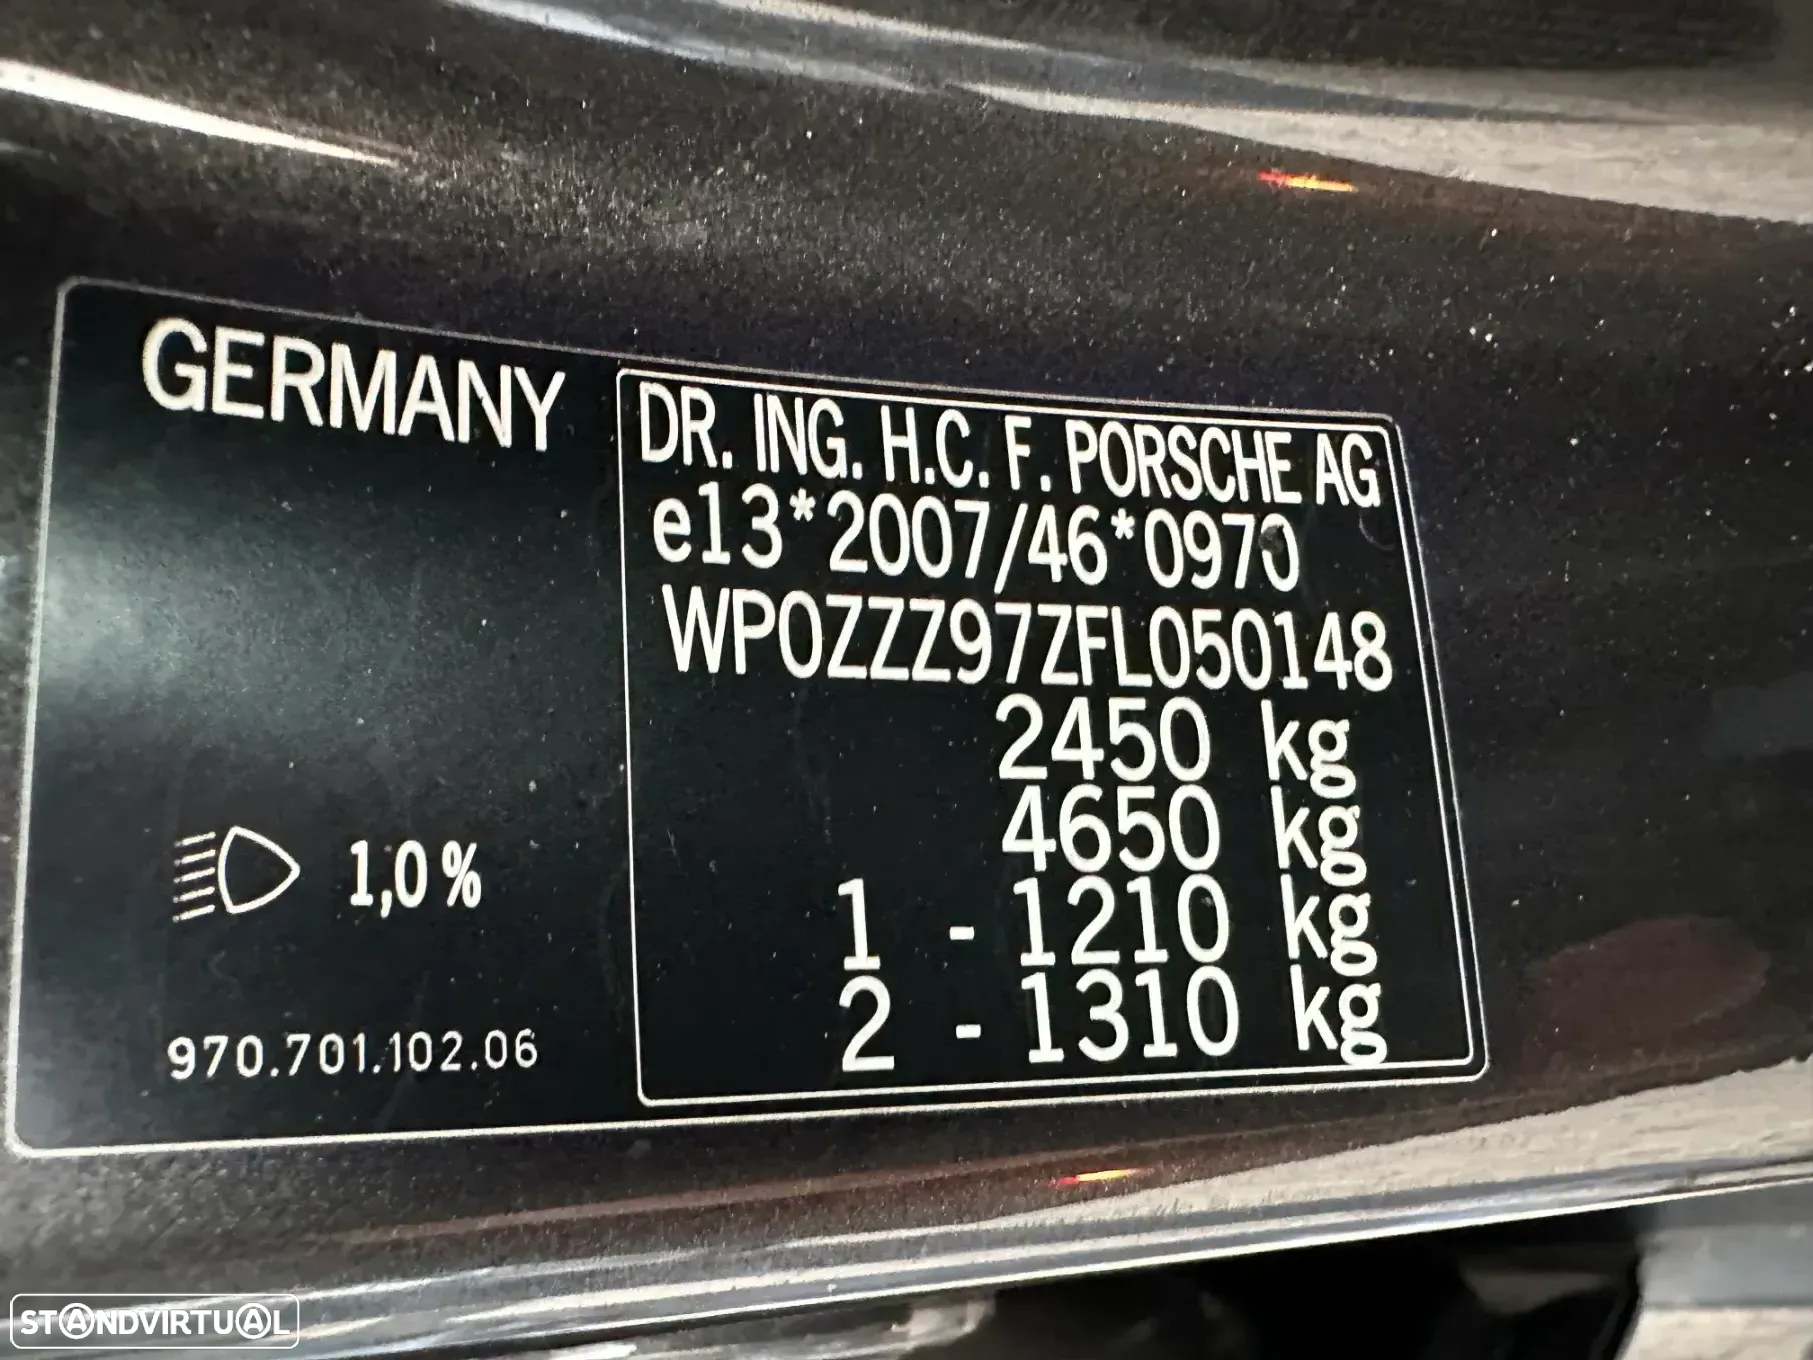 GERMANY
1,0 %
970.701.102.06
DR. ING. H.C. F. PORSCHE AG
e13*2007/46*0970
WP0ZZZ97ZFL050148
2450 kg
4650 kg
1 - 1210 kg
2 - 1310 kg
STANDVIRTUAL